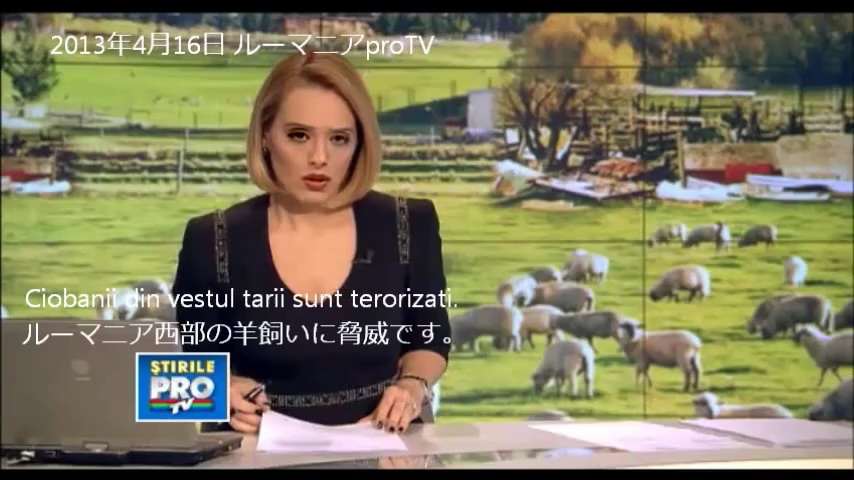 2013年4月16日 ルーマニアproTV
Ciobanii din vestul tarii sunt terorizati.
ルーマニア西部の羊飼いに脅威です。
ŞTIRILE
PRO
TV